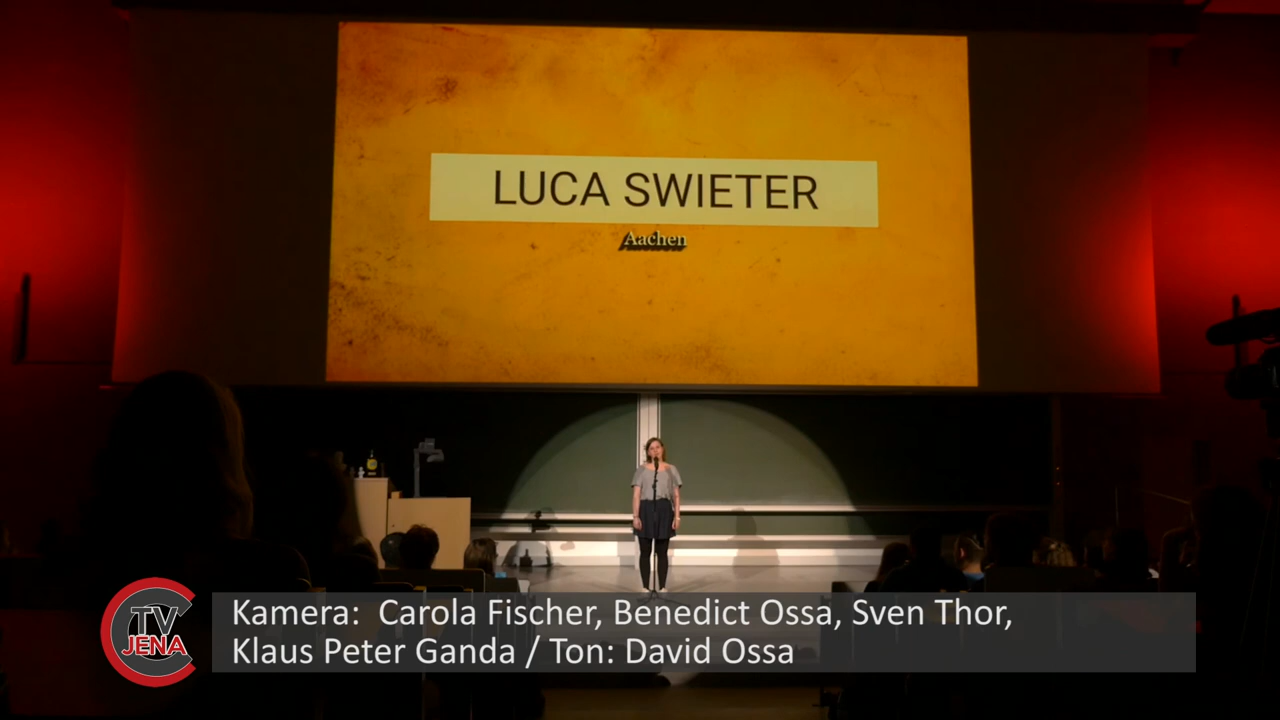 LUCA SWIETER
Aachen
TV
JENA
Kamera: Carola Fischer, Benedict Ossa, Sven Thor,
Klaus Peter Ganda / Ton: David Ossa